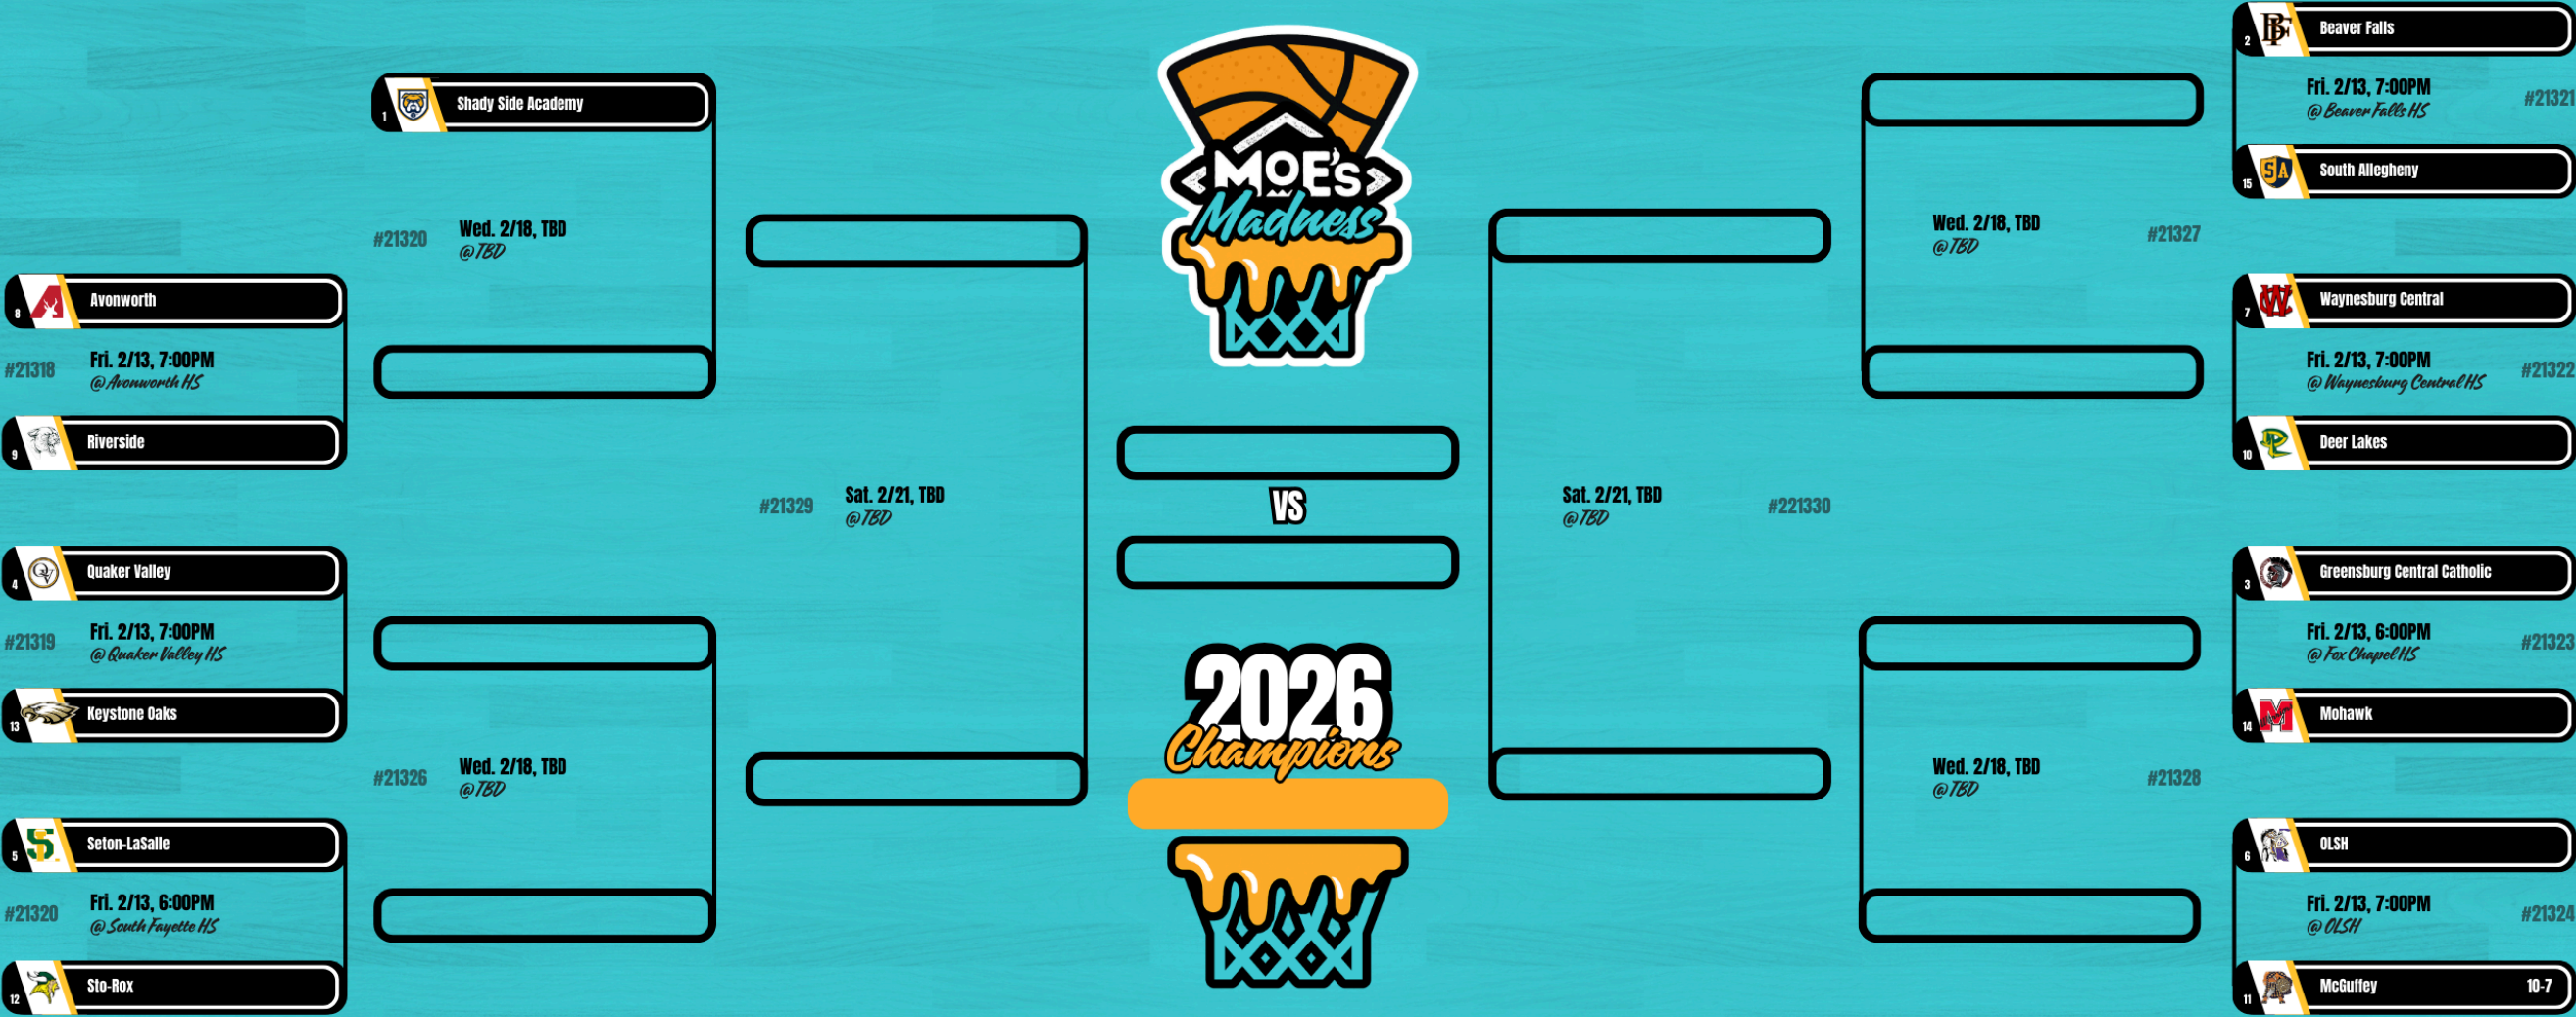 1
Shady Side Academy
#21320
Wed. 2/18, TBD
@ TBD
8
Avonworth
#21318
Fri. 2/13, 7:00PM
@ Avonworth HS
9
Riverside
4
Quaker Valley
#21319
Fri. 2/13, 7:00PM
@ Quaker Valley HS
13
Keystone Oaks
#21326
Wed. 2/18, TBD
@ TBD
5
Seton-LaSalle
#21320
Fri. 2/13, 6:00PM
@ South Fayette HS
12
Sto-Rox
#21329
Sat. 2/21, TBD
@ TBD
MOE's
Madness
VS
2026
Champions
Sat. 2/21, TBD
@ TBD
#221330
Wed. 2/18, TBD
@ TBD
#21327
Wed. 2/18, TBD
@ TBD
#21328
2
BF
Beaver Falls
Fri. 2/13, 7:00PM
@ Beaver Falls HS
#21321
15
SA
South Allegheny
7
WC
Waynesburg Central
Fri. 2/13, 7:00PM
@ Waynesburg Central HS
#21322
10
Deer Lakes
3
Greensburg Central Catholic
Fri. 2/13, 6:00PM
@ Fox Chapel HS
#21323
14
M
Mohawk
6
OLSH
Fri. 2/13, 7:00PM
@ OLSH
#21324
11
McGuffey
10-7